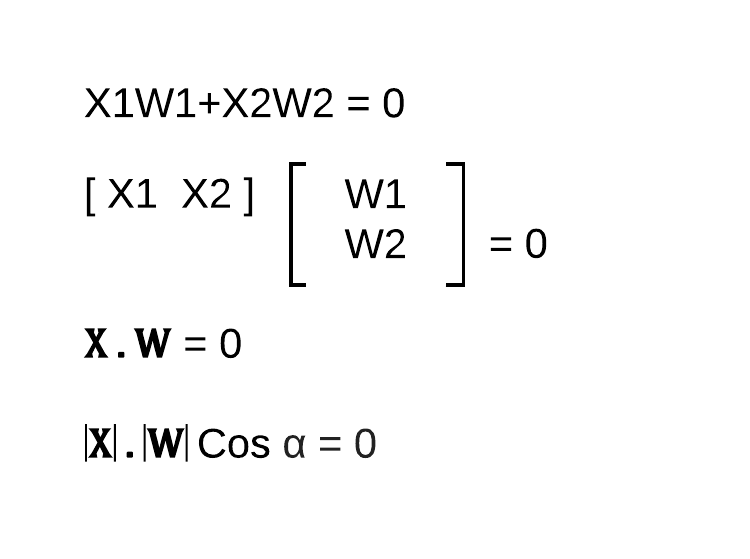 X1W1+X2W2 = 0
[ X1 X2 ] [ W1
W2 ] = 0
X . W = 0
|X| . |W| Cos α = 0